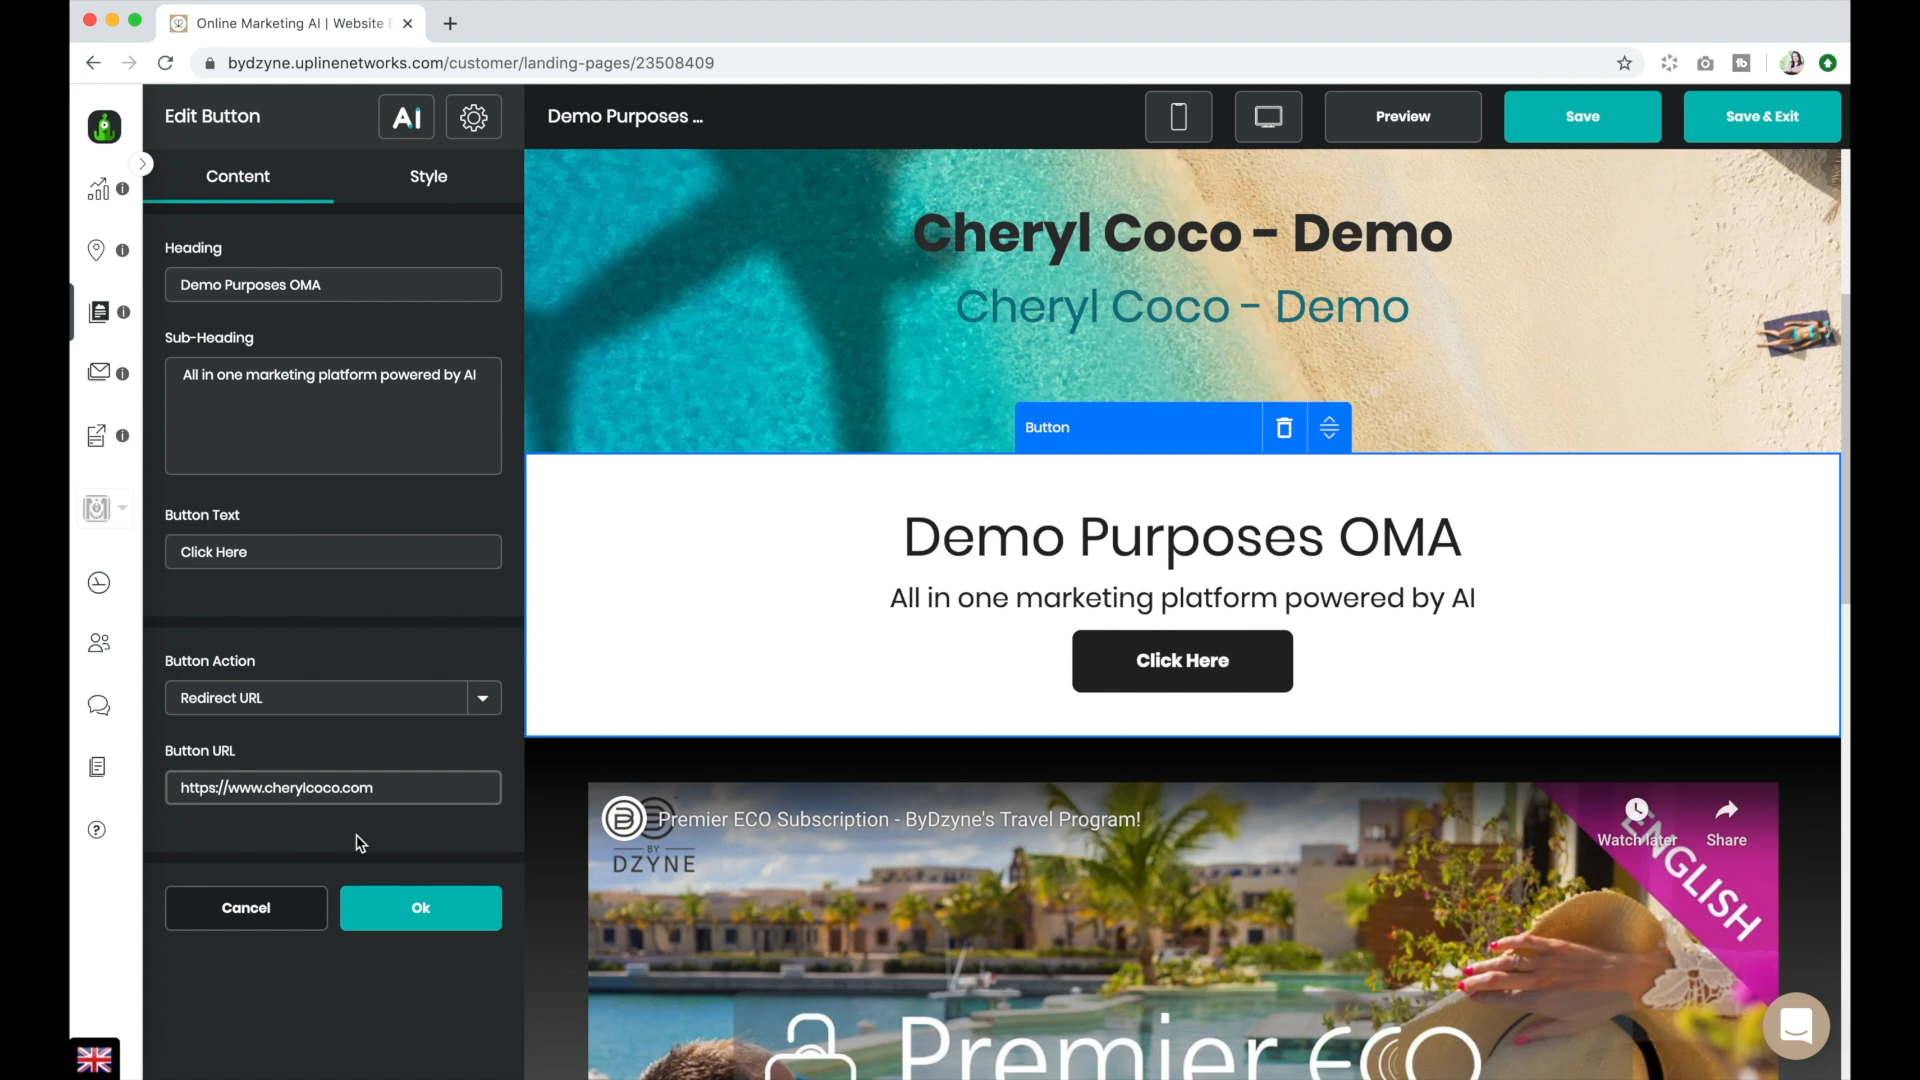 Online Marketing AI | Website
bydzyne.uplinenetworks.com/customer/landing-pages/23508409
Edit Button
AI
Demo Purposes ...
Preview
Save
Save & Exit
Content
Style
Heading
Demo Purposes OMA
Sub-Heading
All in one marketing platform powered by AI
Button Text
Click Here
Button Action
Redirect URL
Button URL
https://www.cherylcoco.com
Cancel
Ok
Cheryl Coco - Demo
Cheryl Coco - Demo
Button
Demo Purposes OMA
All in one marketing platform powered by AI
Click Here
Premier ECO Subscription - ByDzyne's Travel Program!
Watch later
Share
BY
DZYNE
ENGLISH
Premier ECO